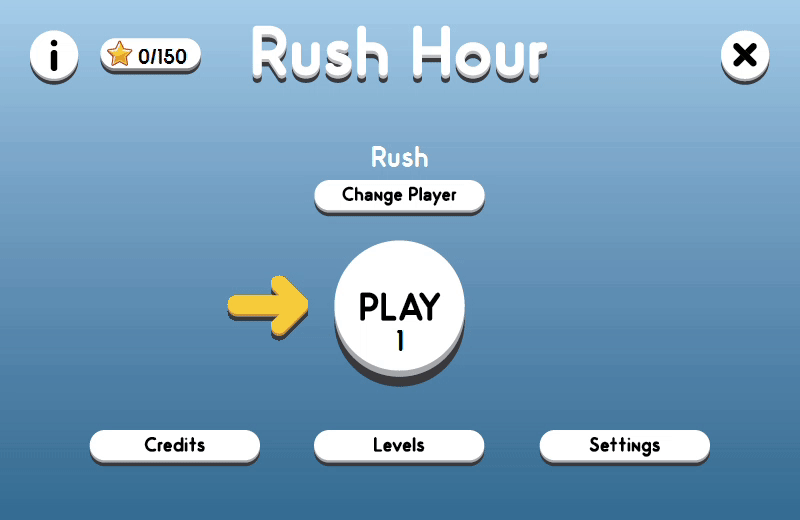 i
0/150
Rush Hour
Rush
Change Player
PLAY
1
Credits
Levels
Settings